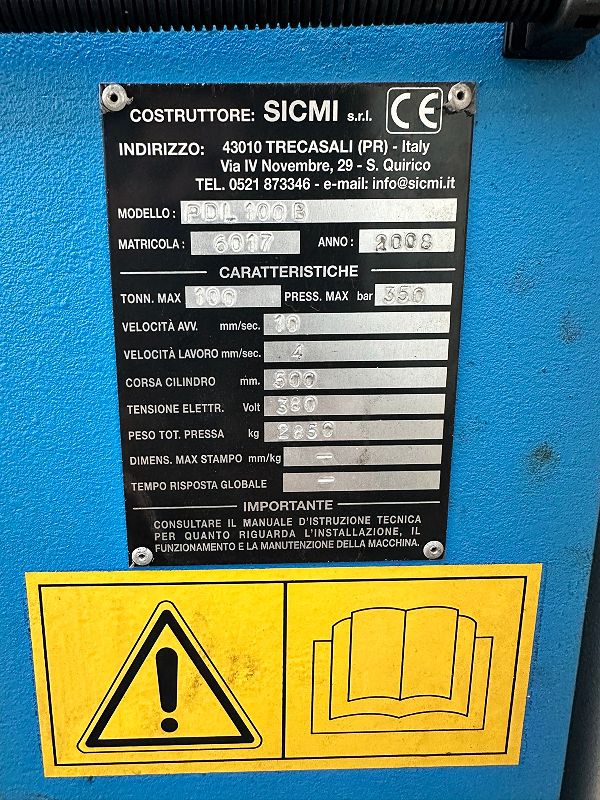 COSTRUTTORE: SICMI s.r.l. CE
INDIRIZZO: 43010 TRECASALI (PR) - Italy
Via IV Novembre, 29 - S. Quirico
TEL. 0521 873346 - e-mail: info@sicmi.it
MODELLO: PDL 100 B
MATRICOLA: 6017 ANNO: 2008
CARATTERISTICHE
TONN. MAX 100 PRESS. MAX bar 350
VELOCITÀ AVV. mm/sec. 10
VELOCITÀ LAVORO mm/sec. 4
CORSA CILINDRO mm. 500
TENSIONE ELETTR. Volt 380
PESO TOT. PRESSA kg 2850
DIMENS. MAX STAMPO mm/kg –
TEMPO RISPOSTA GLOBALE –
IMPORTANTE
CONSULTARE IL MANUALE D'ISTRUZIONE TECNICA
PER QUANTO RIGUARDA L'INSTALLAZIONE, IL
FUNZIONAMENTO E LA MANUTENZIONE DELLA MACCHINA.